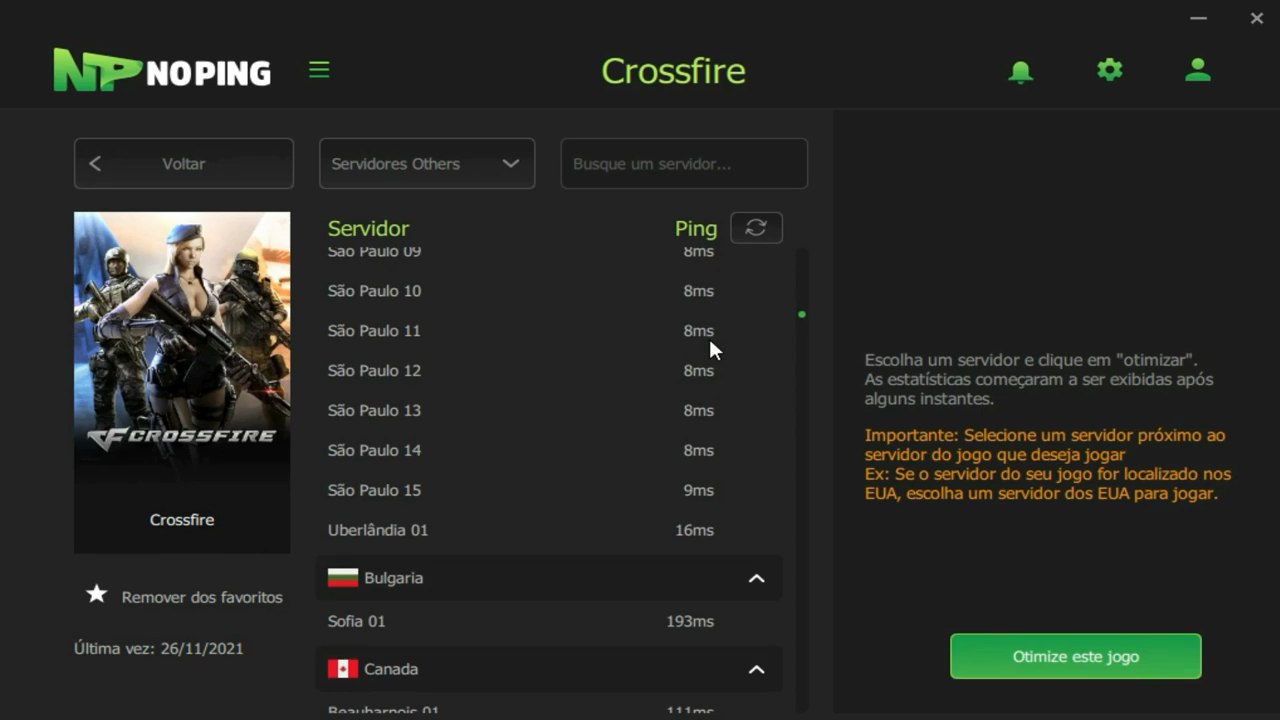 NP NOPING
Crossfire
Voltar
Servidores Others
Busque um servidor...
Servidor
Ping
São Paulo 09 8ms
São Paulo 10 8ms
São Paulo 11 8ms
São Paulo 12 8ms
São Paulo 13 8ms
São Paulo 14 8ms
São Paulo 15 9ms
Uberlândia 01 16ms
Bulgaria
Sofia 01 193ms
Canada
Beauharnois 01 111ms
CF CROSSFIRE
Crossfire
Remover dos favoritos
Última vez: 26/11/2021
Escolha um servidor e clique em "otimizar".
As estatísticas começaram a ser exibidas após
alguns instantes.
Importante: Selecione um servidor próximo ao
servidor do jogo que deseja jogar
Ex: Se o servidor do seu jogo for localizado nos
EUA, escolha um servidor dos EUA para jogar.
Otimize este jogo